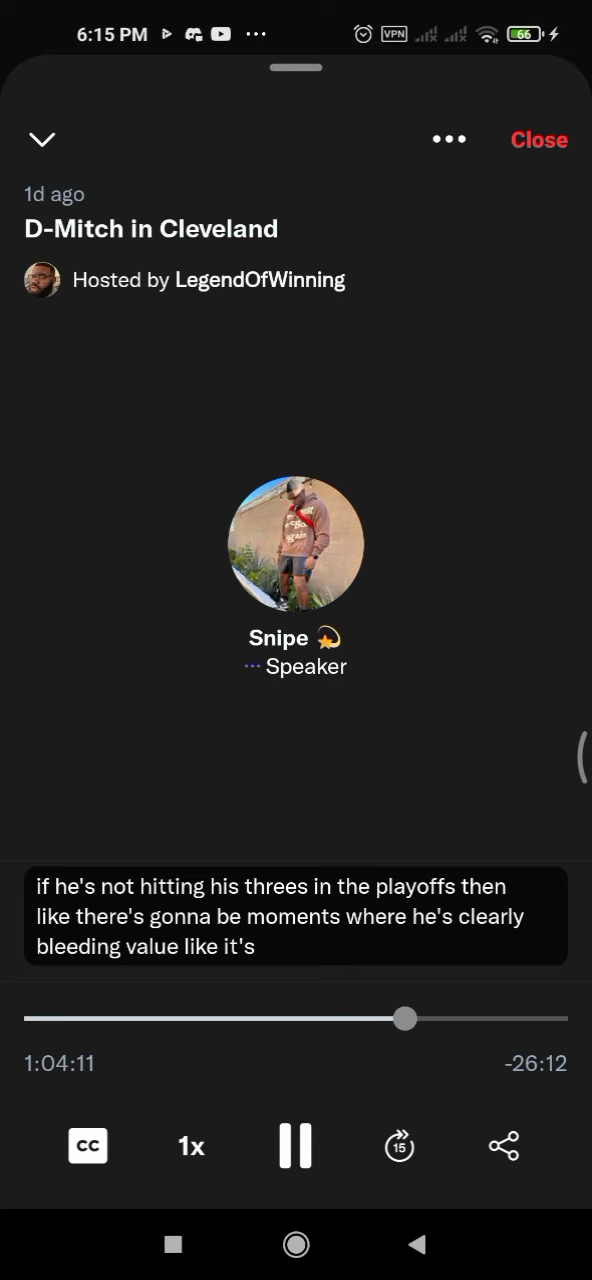 6:15 PM
VPN
66
Close
1d ago
D-Mitch in Cleveland
Hosted by LegendOfWinning
Snipe 💫
Speaker
if he's not hitting his threes in the playoffs then
like there's gonna be moments where he's clearly
bleeding value like it's
1:04:11
-26:12
CC
1x
15